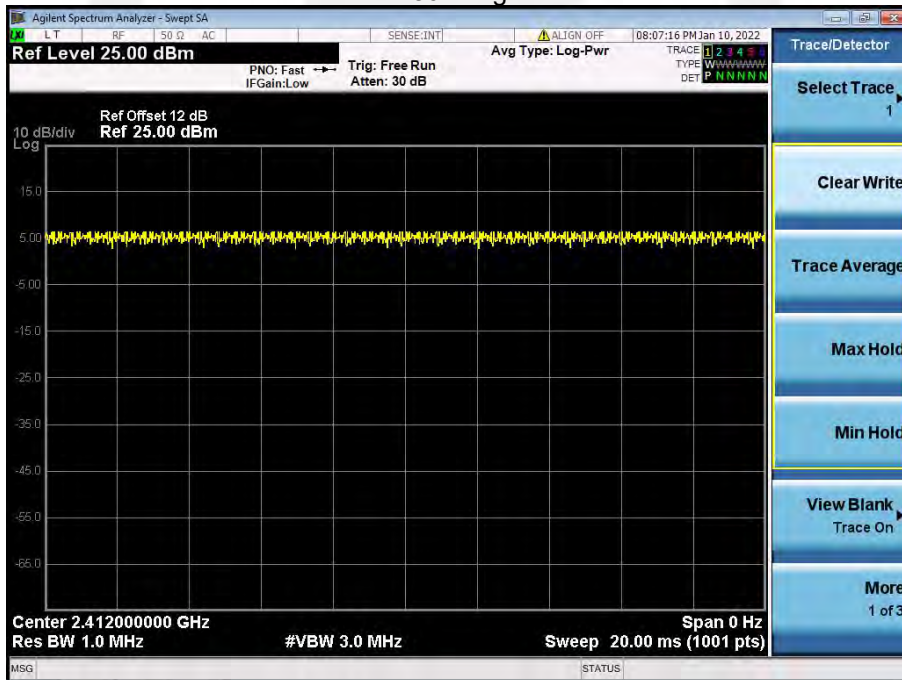 Agilent Spectrum Analyzer - Swept SA
LXI LT RF 50 Ω AC SENSE:INT ALIGN OFF 08:07:16 PM Jan 10, 2022
Ref Level 25.00 dBm
PNO: Fast
IFGain:Low
Trig: Free Run
Atten: 30 dB
Avg Type: Log-Pwr
TRACE 1 2 3 4 5 6
TYPE WWWWWW
DET P N N N N N
Ref Offset 12 dB
10 dB/div Ref 25.00 dBm
Log
15.0
5.00
-5.00
-15.0
-25.0
-35.0
-45.0
-55.0
-65.0
Center 2.412000000 GHz Span 0 Hz
Res BW 1.0 MHz #VBW 3.0 MHz Sweep 20.00 ms (1001 pts)
MSG STATUS
Trace/Detector
Select Trace
1
Clear Write
Trace Average
Max Hold
Min Hold
View Blank
Trace On
More
1 of 3